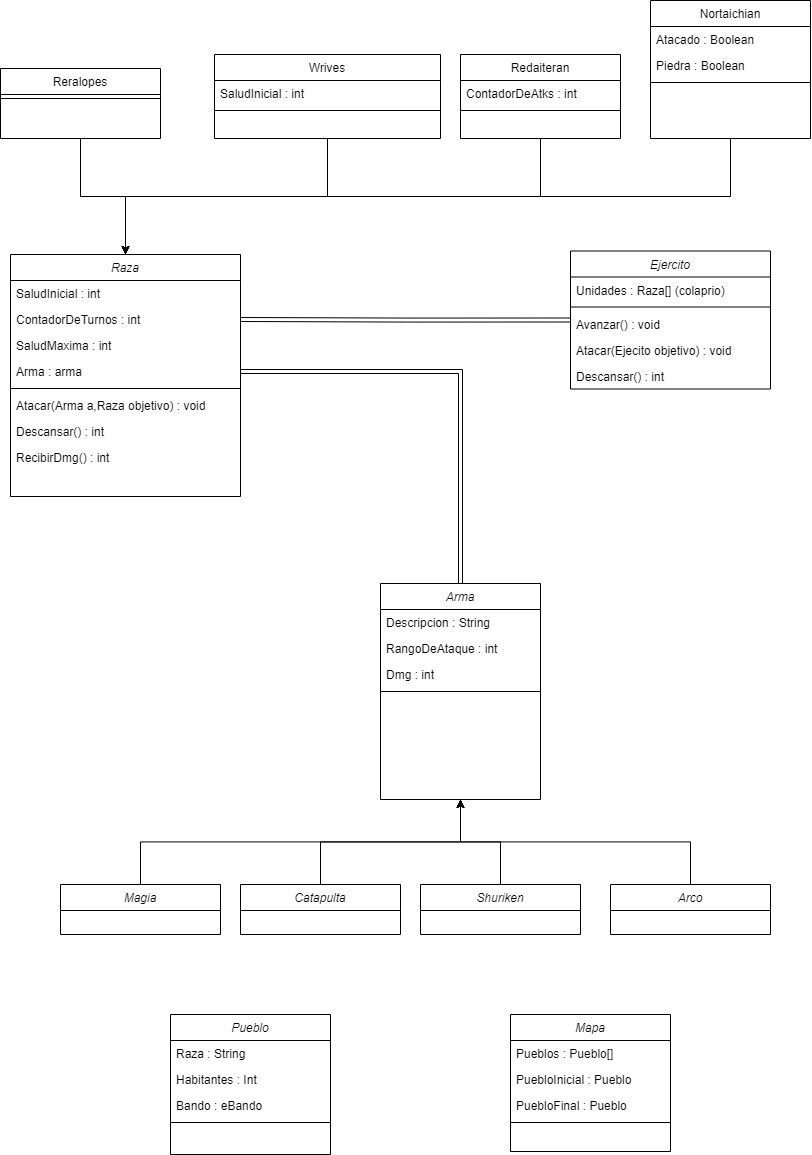 Nortaichian
Atacado : Boolean
Piedra : Boolean
Wrives
SaludInicial : int
Redaiteran
ContadorDeAtks : int
Reralopes
Raza
SaludInicial : int
ContadorDeTurnos : int
SaludMaxima : int
Arma : arma
Atacar(Arma a,Raza objetivo) : void
Descansar() : int
RecibirDmg() : int
Ejercito
Unidades : Raza[] (colaprio)
Avanzar() : void
Atacar(Ejecito objetivo) : void
Descansar() : int
Arma
Descripcion : String
RangoDeAtaque : int
Dmg : int
Magia
Catapulta
Shuriken
Arco
Pueblo
Raza : String
Habitantes : Int
Bando : eBando
Mapa
Pueblos : Pueblo[]
PuebloInicial : Pueblo
PuebloFinal : Pueblo